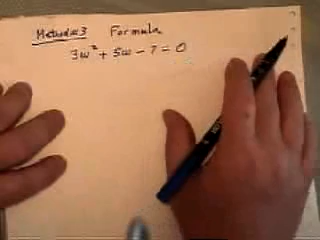 Method #3 Formula
3w² + 5w - 7 = 0